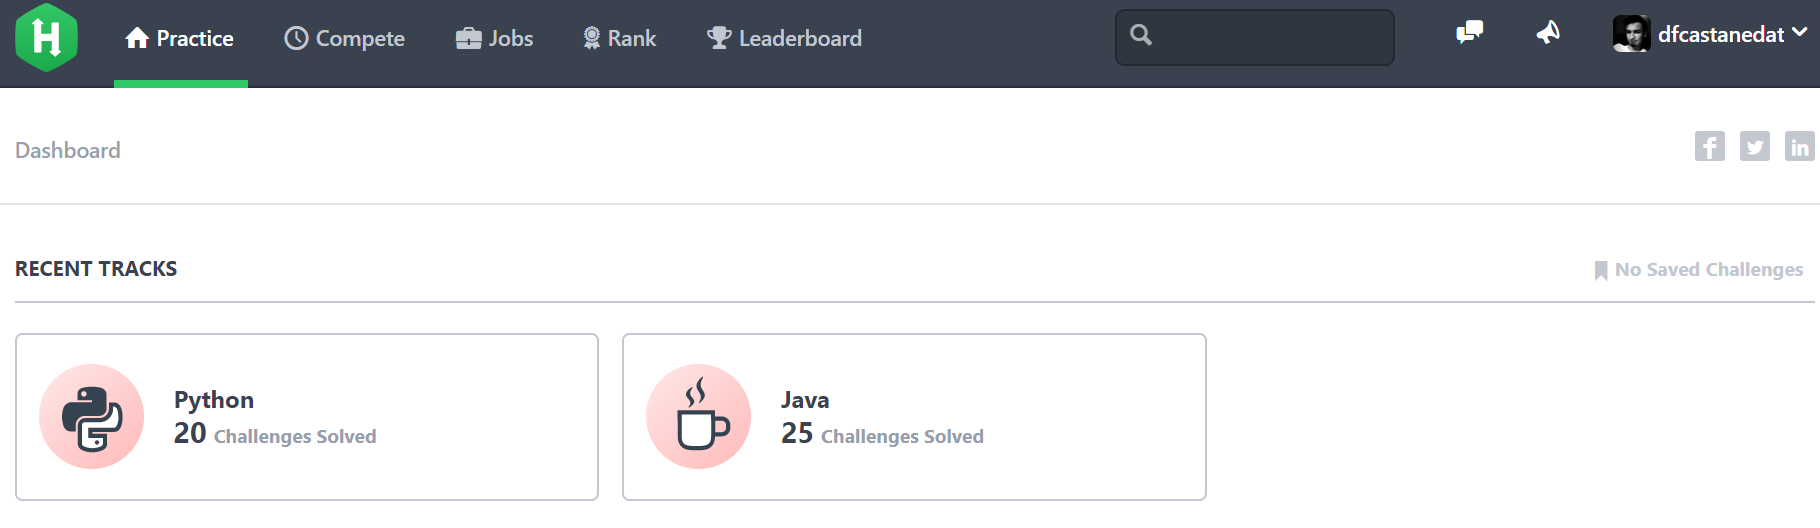 H Practice Compete Jobs Rank Leaderboard dfcastanedat
Dashboard
RECENT TRACKS No Saved Challenges
Python
20 Challenges Solved
Java
25 Challenges Solved